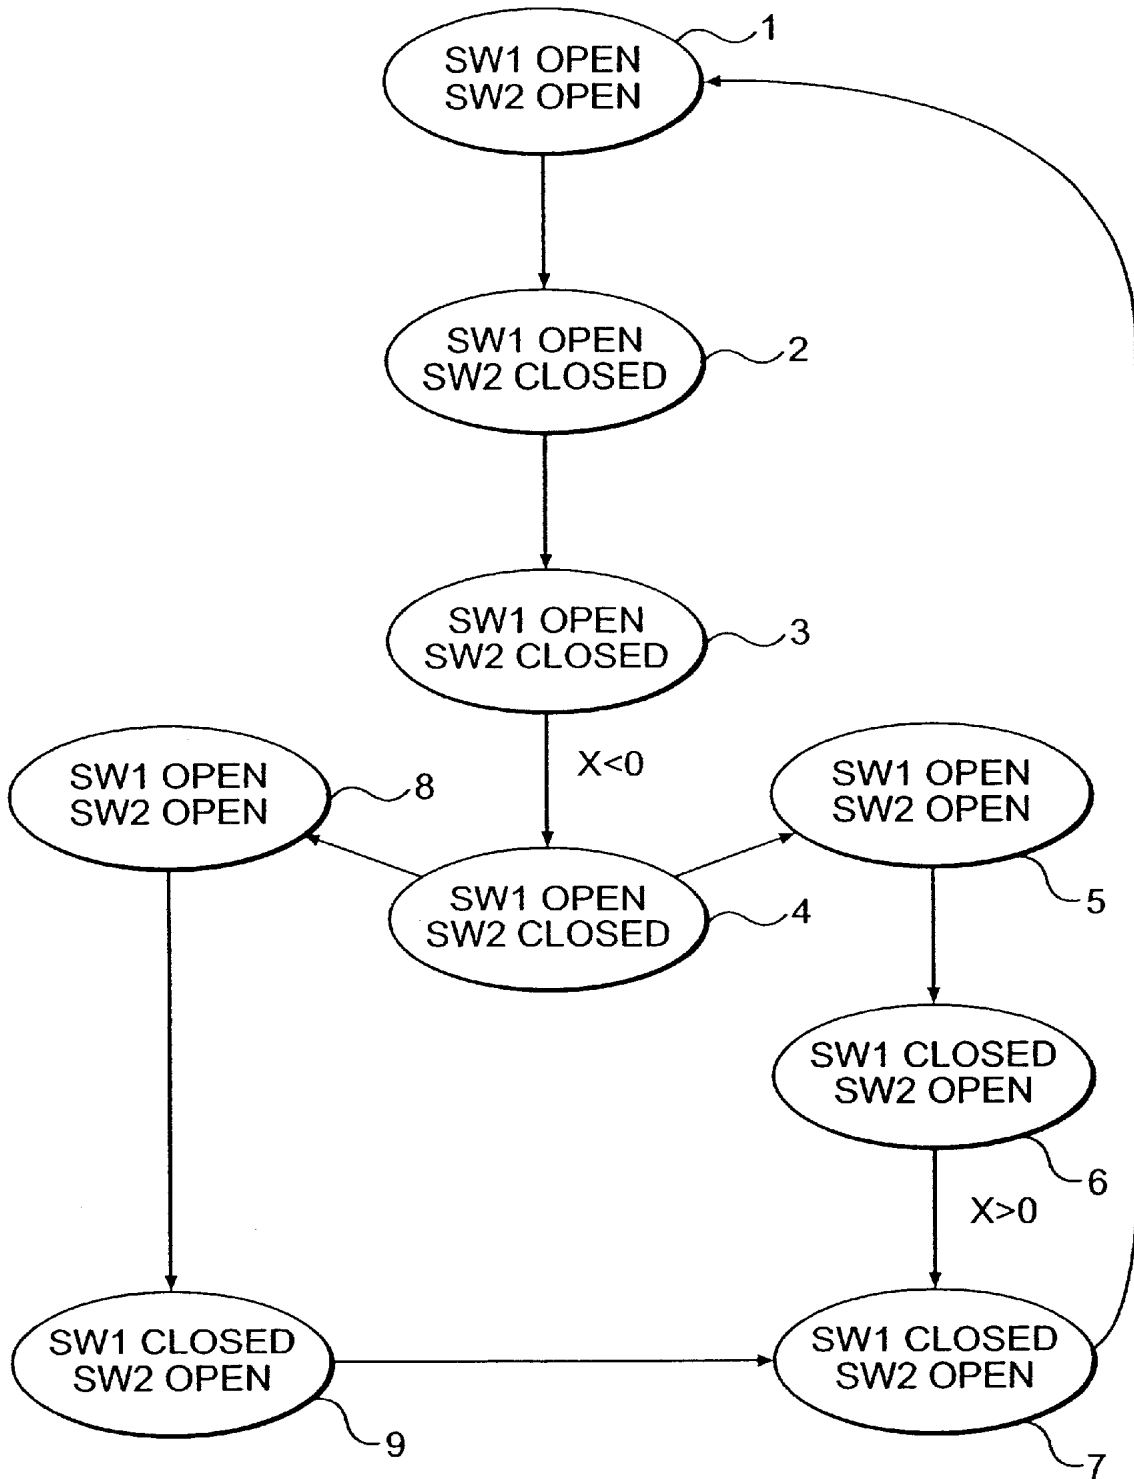 1
SW1 OPEN
SW2 OPEN
SW1 OPEN
SW2 CLOSED
2
SW1 OPEN
SW2 CLOSED
3
X<0
SW1 OPEN
SW2 OPEN
8
SW1 OPEN
SW2 OPEN
5
SW1 OPEN
SW2 CLOSED
4
SW1 CLOSED
SW2 OPEN
6
X>0
SW1 CLOSED
SW2 OPEN
9
SW1 CLOSED
SW2 OPEN
7